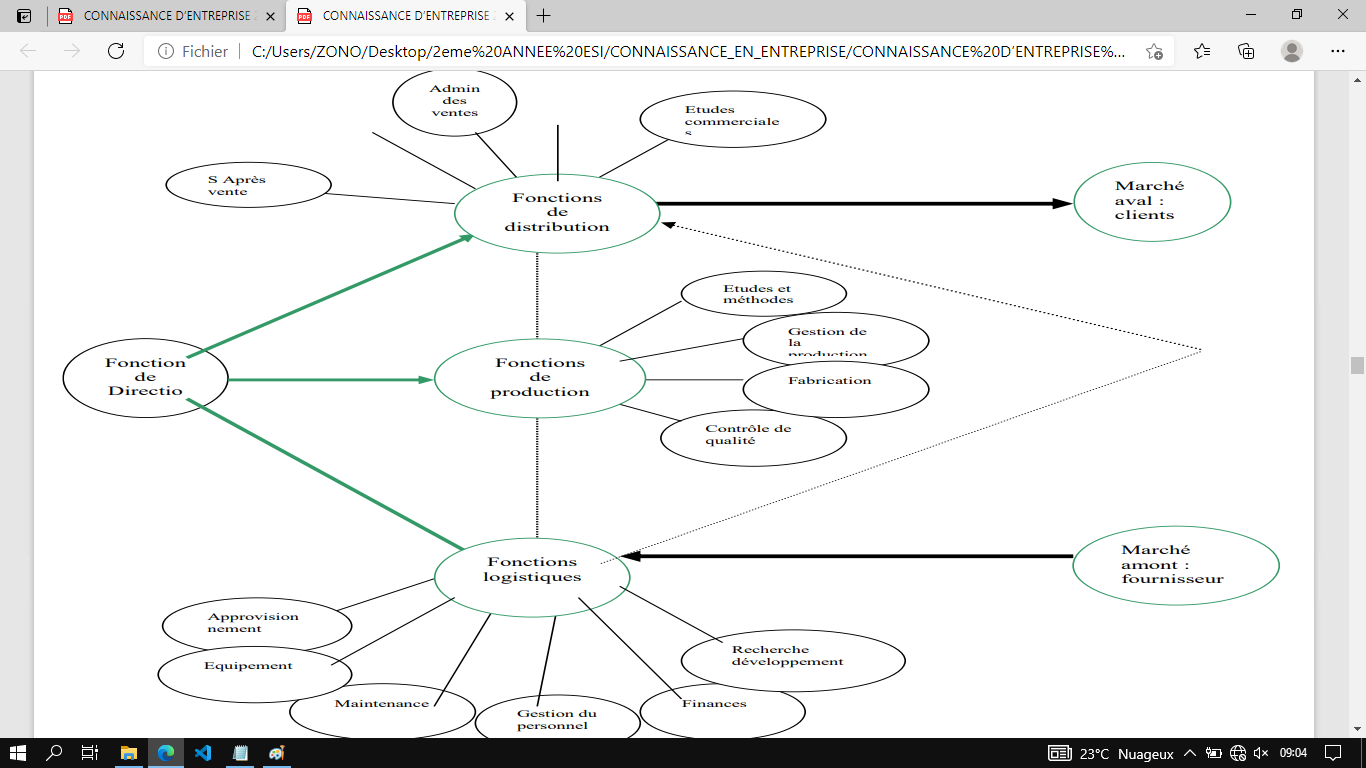 CONNAISSANCE D'ENTREPRISE 2
CONNAISSANCE D'ENTREPRISE 2
Fichier
C:/Users/ZONO/Desktop/2eme%20ANNEE%20ESI/CONNAISSANCE_EN_ENTREPRISE/CONNAISSANCE%20D'ENTREPRISE%...
Admin
des
ventes
Etudes
commerciale
s
S Après
vente
Fonctions
de
distribution
Marché
aval :
clients
Etudes et
méthodes
Gestion de
la
production
Fonction
de
Directio
Fonctions
de
production
Fabrication
Contrôle de
qualité
Fonctions
logistiques
Marché
amont :
fournisseur
Approvision
nement
Equipement
Maintenance
Gestion du
personnel
Finances
Recherche
développement
23°C Nuageux
09:04